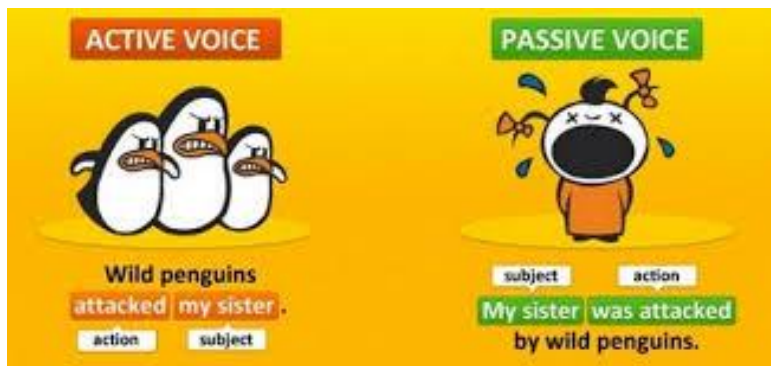 ACTIVE VOICE
Wild penguins
attacked my sister.
action subject
PASSIVE VOICE
subject action
My sister was attacked
by wild penguins.